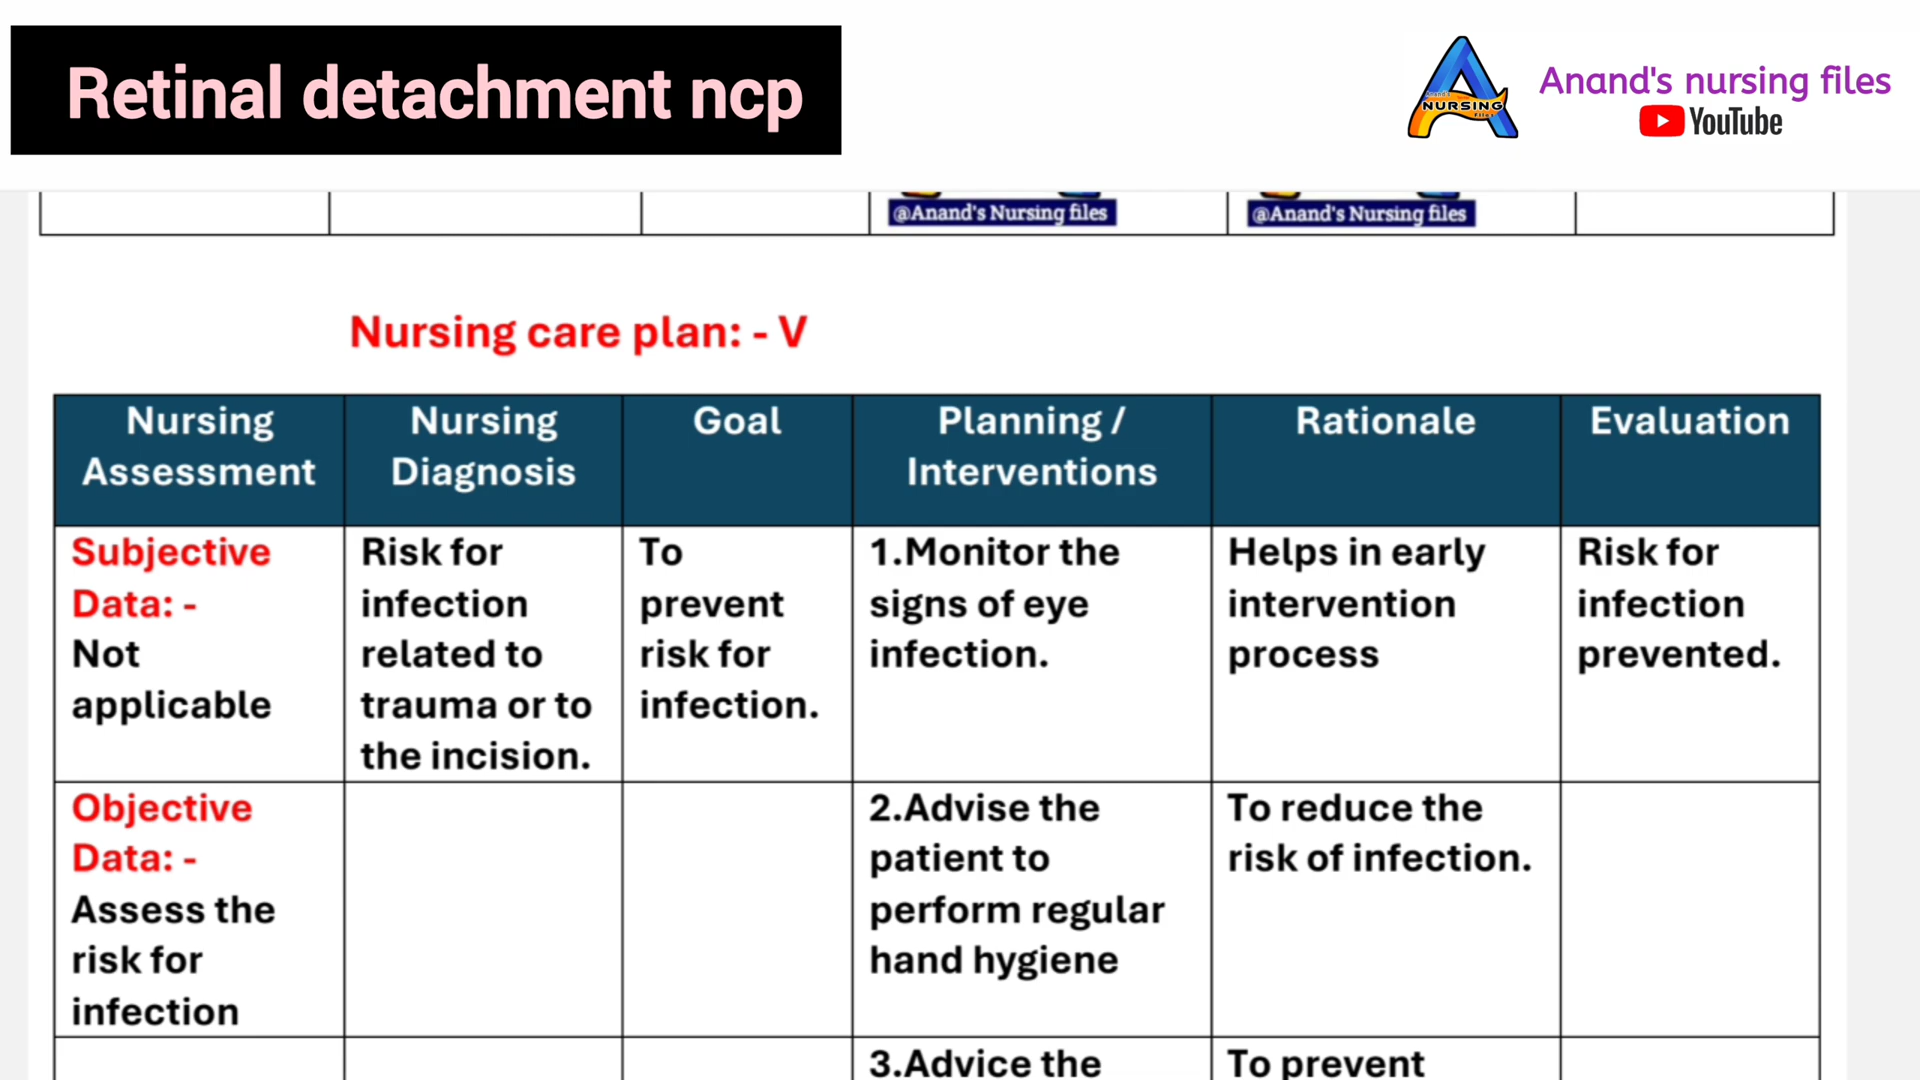 Retinal detachment ncp
Anand's nursing files
NURSING
YouTube
@Anand's Nursing files
@Anand's Nursing files
Nursing care plan: - V
Nursing
Assessment
Nursing
Diagnosis
Goal
Planning /
Interventions
Rationale
Evaluation
Subjective
Data: -
Not
applicable
Risk for
infection
related to
trauma or to
the incision.
To
prevent
risk for
infection.
1.Monitor the
signs of eye
infection.
Helps in early
intervention
process
Risk for
infection
prevented.
Objective
Data: -
Assess the
risk for
infection
2.Advise the
patient to
perform regular
hand hygiene
To reduce the
risk of infection.
3.Advice the
To prevent